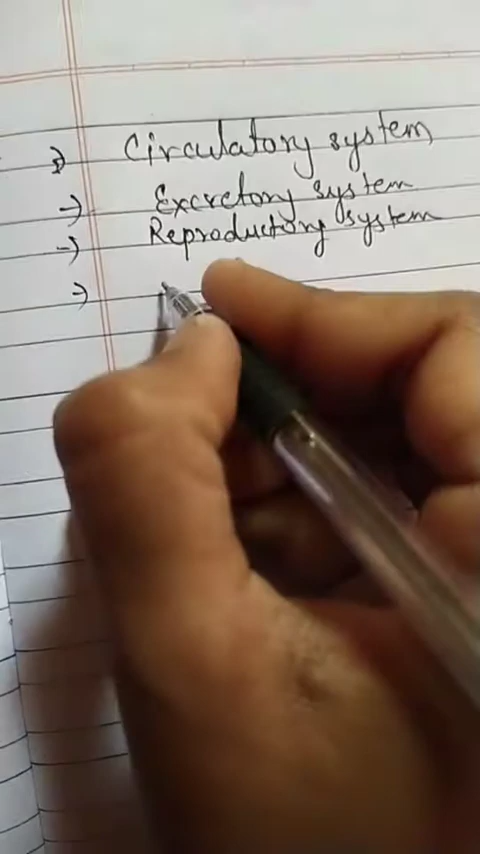 → Circulatory system
→ Excretory system
→ Reproductory system
→